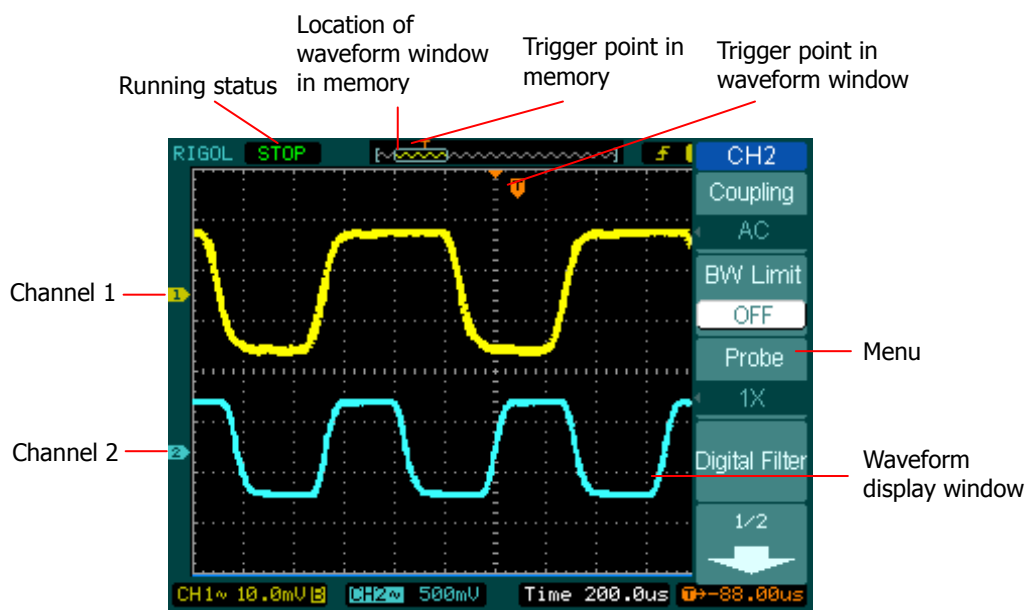 Location of
waveform window
in memory
Trigger point in
memory
Trigger point in
waveform window
Running status
RIGOL STOP
T
CH2
T
Coupling
AC
BW Limit
OFF
Channel 1
1
Probe
Menu
1X
Channel 2
2
Digital Filter
Waveform
display window
1/2
CH1~ 10.0mV B CH2~ 500mV Time 200.0us T→-88.00us